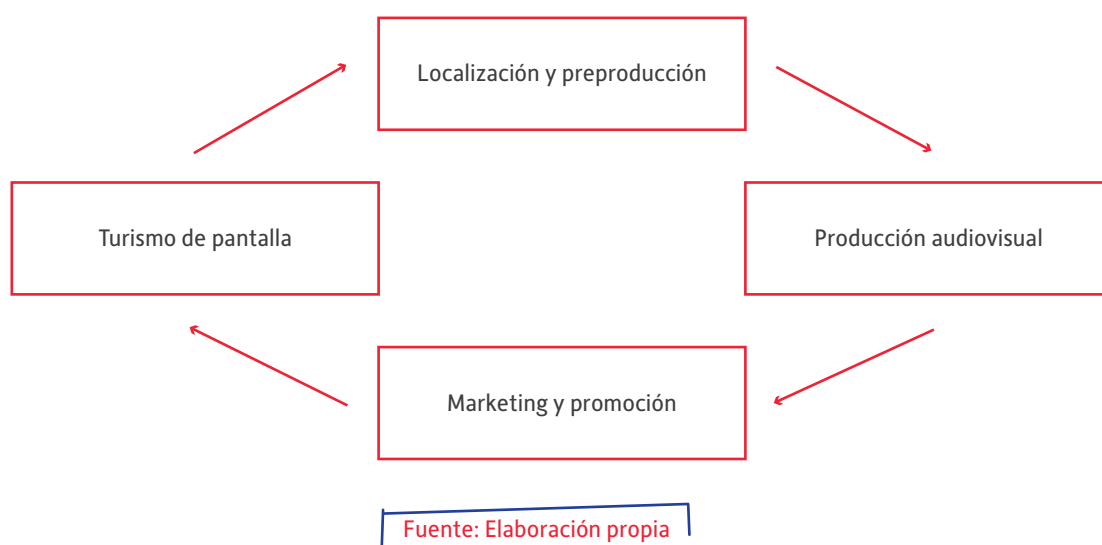 Localización y preproducción
Turismo de pantalla
Producción audiovisual
Marketing y promoción
Fuente: Elaboración propia